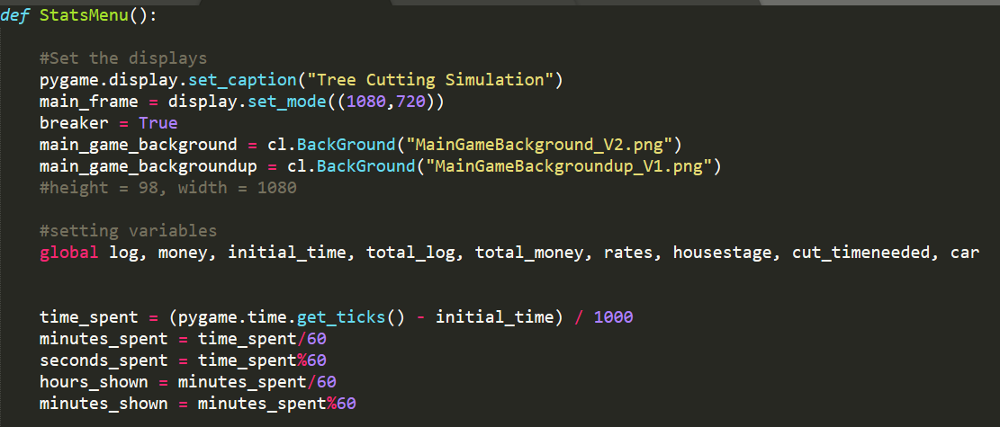 def StatsMenu():
#Set the displays
pygame.display.set_caption("Tree Cutting Simulation")
main_frame = display.set_mode((1080,720))
breaker = True
main_game_background = cl.BackGround("MainGameBackground_V2.png")
main_game_backgroundup = cl.BackGround("MainGameBackgroundup_V1.png")
#height = 98, width = 1080
#setting variables
global log, money, initial_time, total_log, total_money, rates, housestage, cut_timeneeded, car
time_spent = (pygame.time.get_ticks() - initial_time) / 1000
minutes_spent = time_spent/60
seconds_spent = time_spent%60
hours_shown = minutes_spent/60
minutes_shown = minutes_spent%60